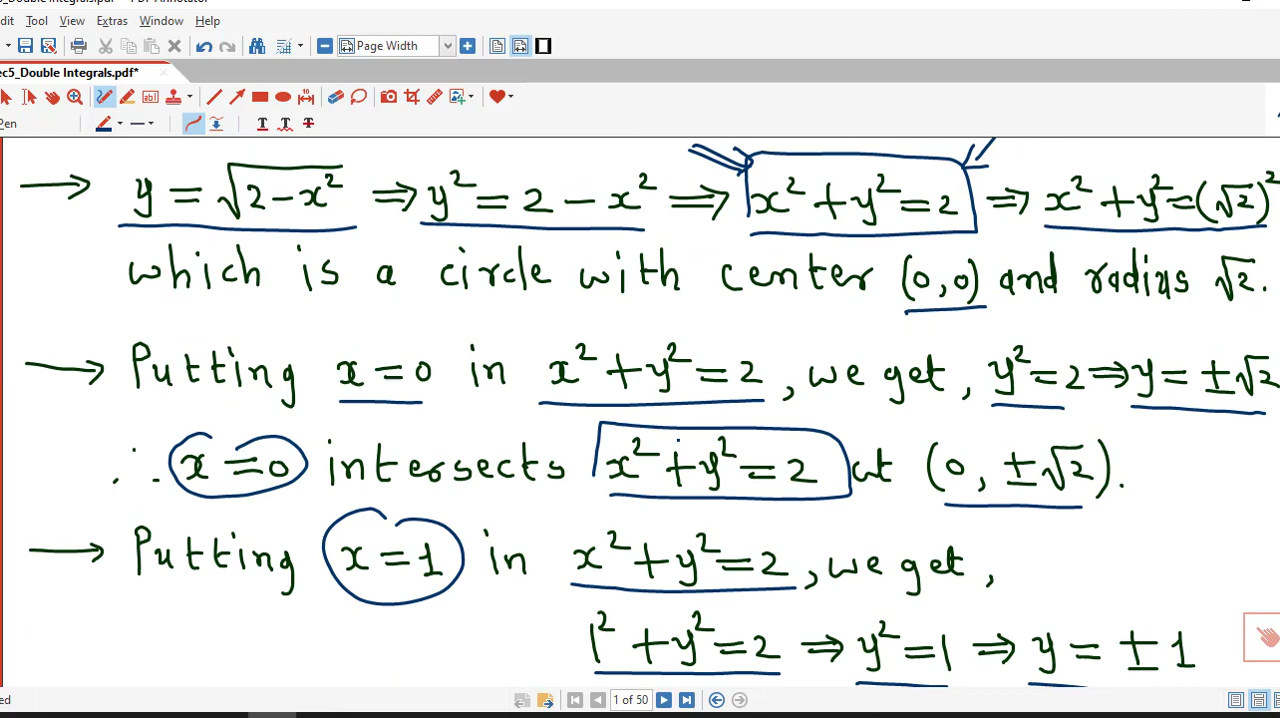 Tool View Extras Window Help
Page Width
Double Integrals.pdf*
→ y = √(2-x²) ⇒ y² = 2 - x² ⇒ x² + y² = 2 ⇒ x² + y² = (√2)²
which is a circle with center (0,0) and radius √2.
→ Putting x = 0 in x² + y² = 2, we get, y² = 2 ⇒ y = ±√2
∴ x = 0 intersects x² + y² = 2 at (0, ±√2).
→ Putting x = 1 in x² + y² = 2, we get,
1² + y² = 2 ⇒ y² = 1 ⇒ y = ± 1
1 of 50